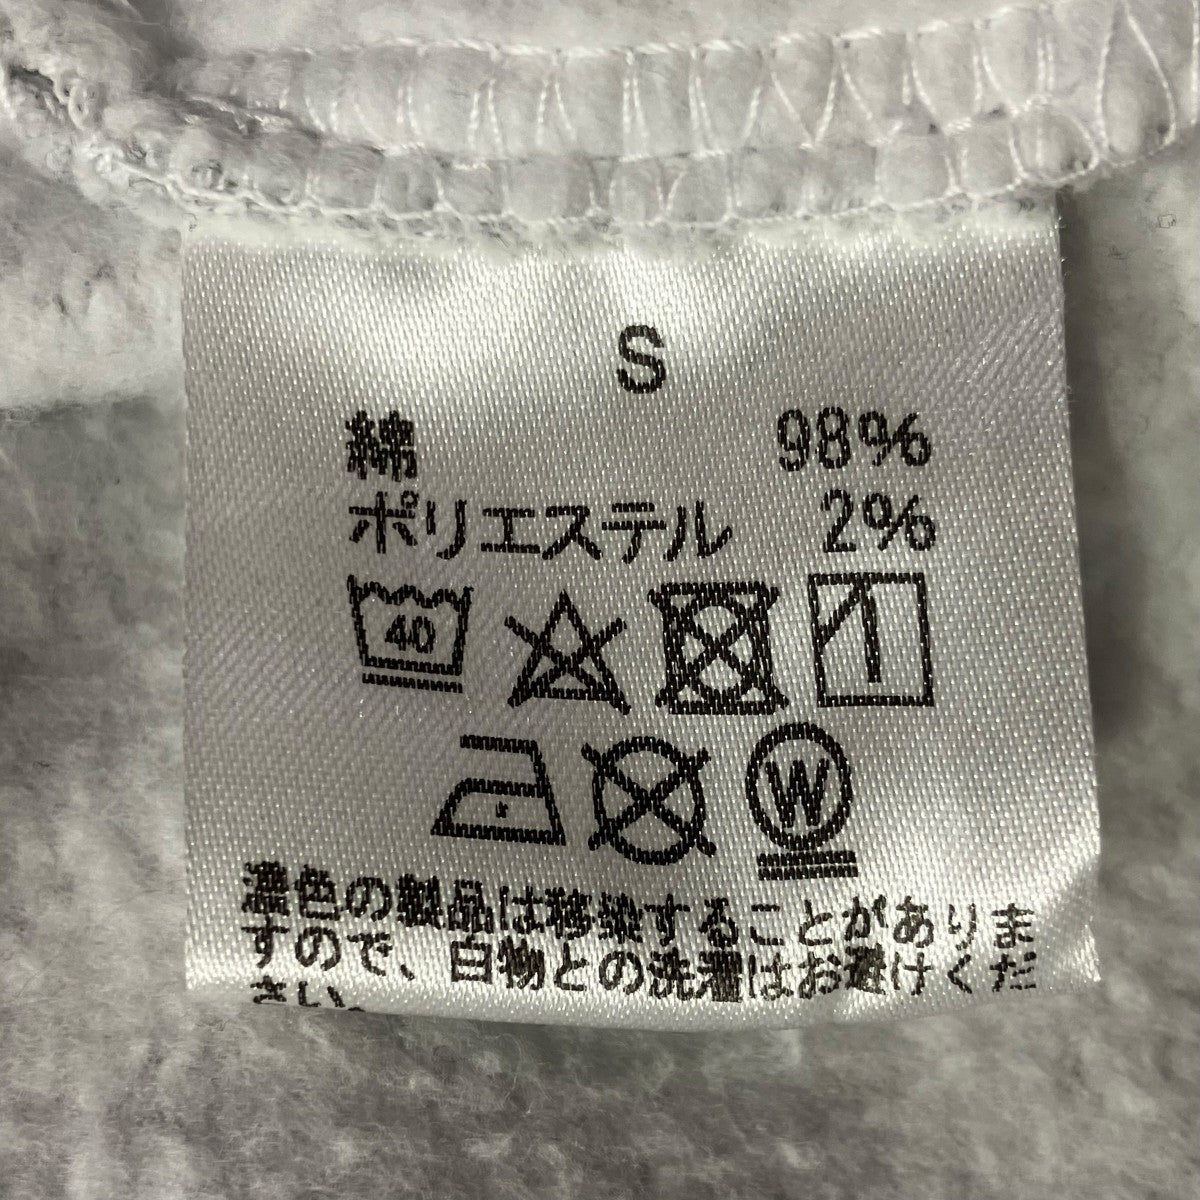 S
綿 98%
ポリエステル 2%
40
W
濃色の製品は移染することがありま
すので、白物との洗濯はお避けくだ
さい。